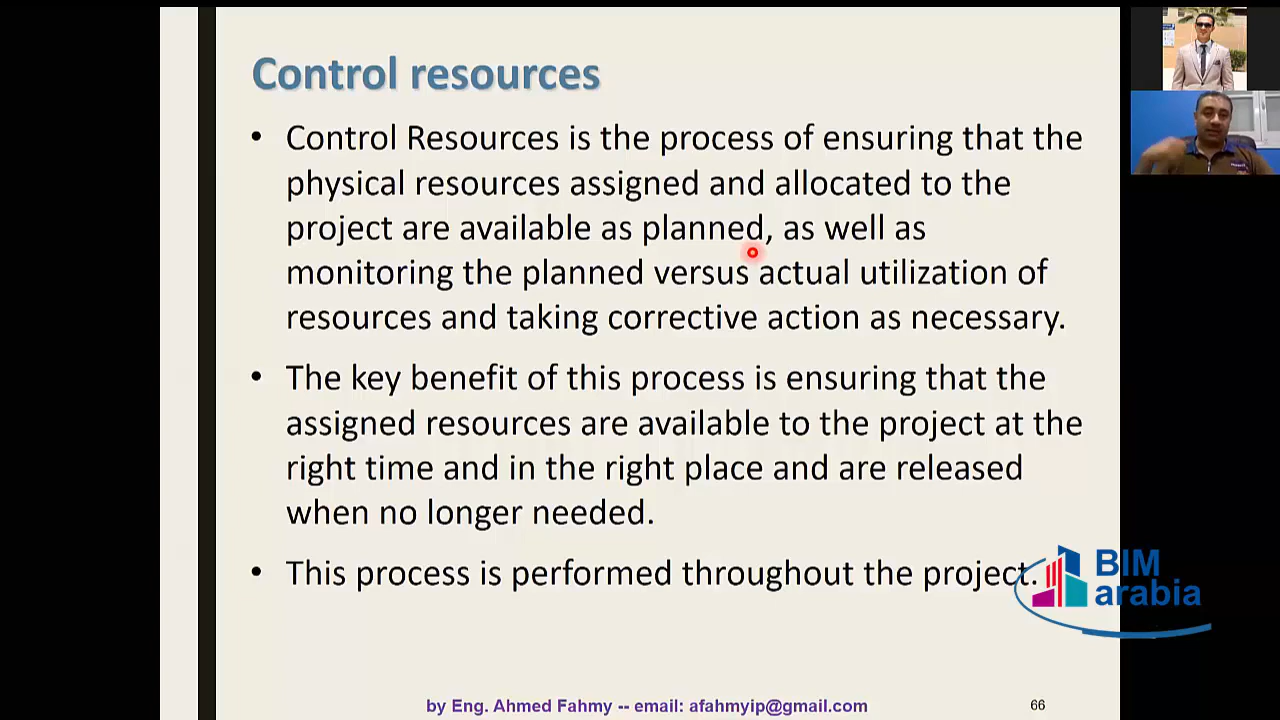 Control resources
• Control Resources is the process of ensuring that the
physical resources assigned and allocated to the
project are available as planned, as well as
monitoring the planned versus actual utilization of
resources and taking corrective action as necessary.
• The key benefit of this process is ensuring that the
assigned resources are available to the project at the
right time and in the right place and are released
when no longer needed.
• This process is performed throughout the project.
BIM
arabia
by Eng. Ahmed Fahmy -- email: afahmyip@gmail.com
66